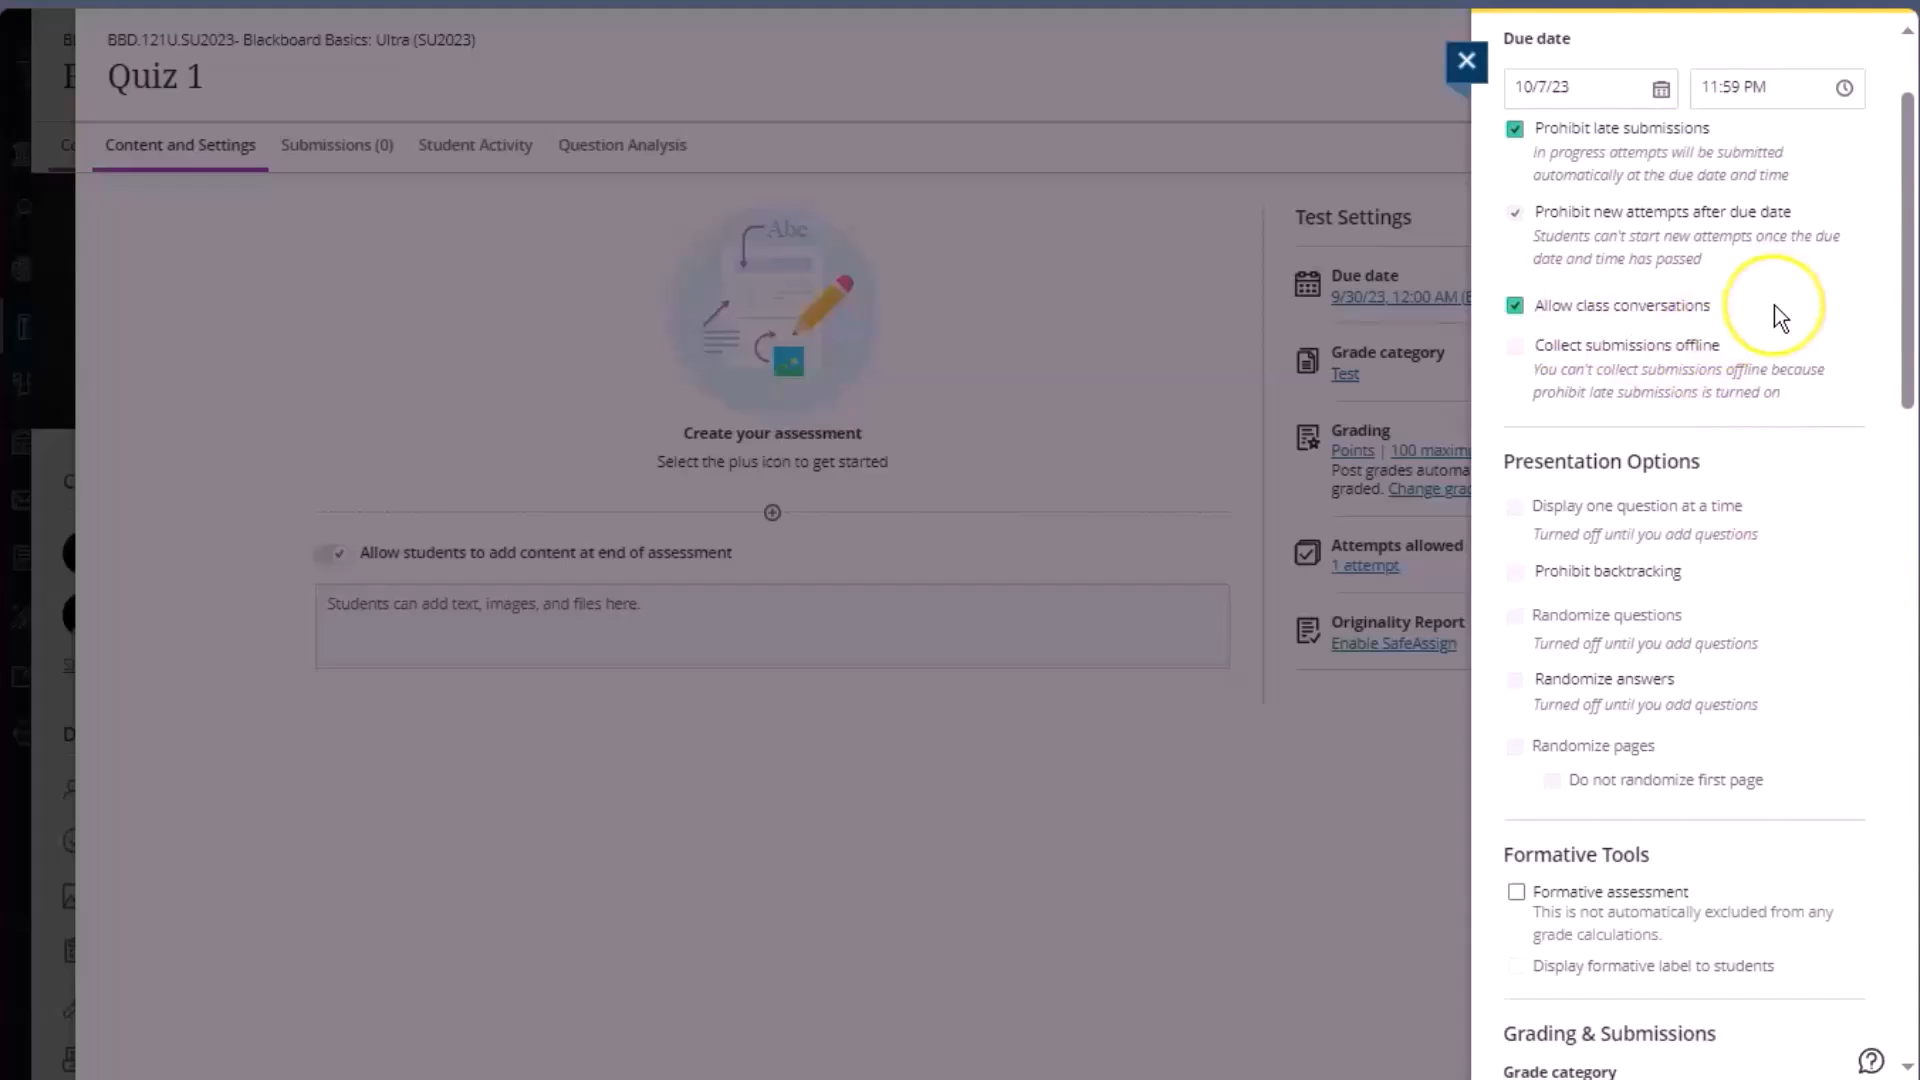 BBD.121U.SU2023- Blackboard Basics: Ultra (SU2023)
Quiz 1
Content and Settings
Submissions (0)
Student Activity
Question Analysis
Abc
Create your assessment
Select the plus icon to get started
Allow students to add content at end of assessment
Students can add text, images, and files here.
Test Settings
Due date
9/30/23, 12:00 AM (E
Grade category
Test
Grading
Points | 100 maxim
Post grades automa
graded. Change gra
Attempts allowed
1 attempt
Originality Report
Enable SafeAssign
Due date
10/7/23
11:59 PM
Prohibit late submissions
In progress attempts will be submitted
automatically at the due date and time
Prohibit new attempts after due date
Students can't start new attempts once the due
date and time has passed
Allow class conversations
Collect submissions offline
You can't collect submissions offline because
prohibit late submissions is turned on
Presentation Options
Display one question at a time
Turned off until you add questions
Prohibit backtracking
Randomize questions
Turned off until you add questions
Randomize answers
Turned off until you add questions
Randomize pages
Do not randomize first page
Formative Tools
Formative assessment
This is not automatically excluded from any
grade calculations.
Display formative label to students
Grading & Submissions
Grade category